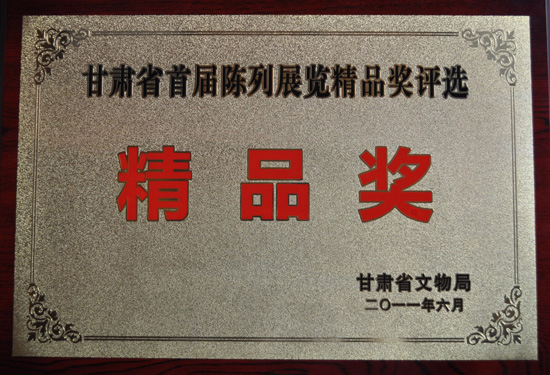 甘肃省首届陈列展览精品奖评选
精品奖
甘肃省文物局
二〇一一年六月